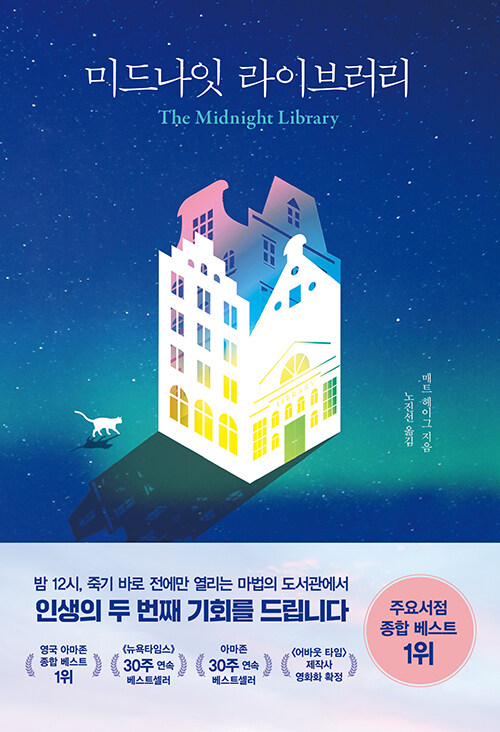 미드나잇 라이브러리
The Midnight Library
매트 헤이그 지음
노진선 옮김
LIBRARY
밤 12시, 죽기 바로 전에만 열리는 마법의 도서관에서
인생의 두 번째 기회를 드립니다
주요서점
종합 베스트
1위
영국 아마존
종합 베스트
1위
《뉴욕타임스》
30주 연속
베스트셀러
아마존
30주 연속
베스트셀러
〈어바웃 타임〉
제작사
영화화 확정